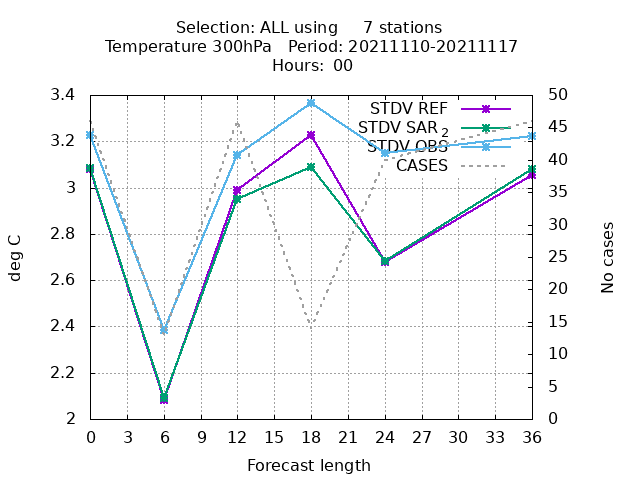 Selection: ALL using 7 stations
Temperature 300hPa Period: 20211110-20211117
Hours: 00
3.4
3.2
3
2.8
2.6
2.4
2.2
2
deg C
STDV REF
STDV SAR 2
STDV OBS
CASES
50
45
40
35
30
25
20
15
10
5
0
No cases
0 3 6 9 12 15 18 21 24 27 30 33 36
Forecast length